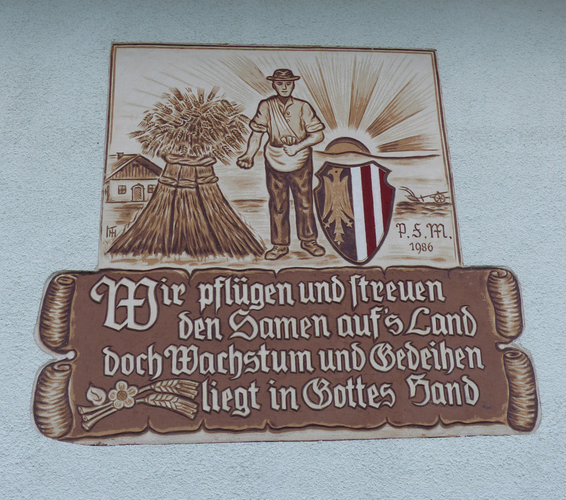 P. S. M.
1986
Wir pflügen und streuen
den Samen auf's Land
doch Wachstum und Gedeihen
liegt in Gottes Hand